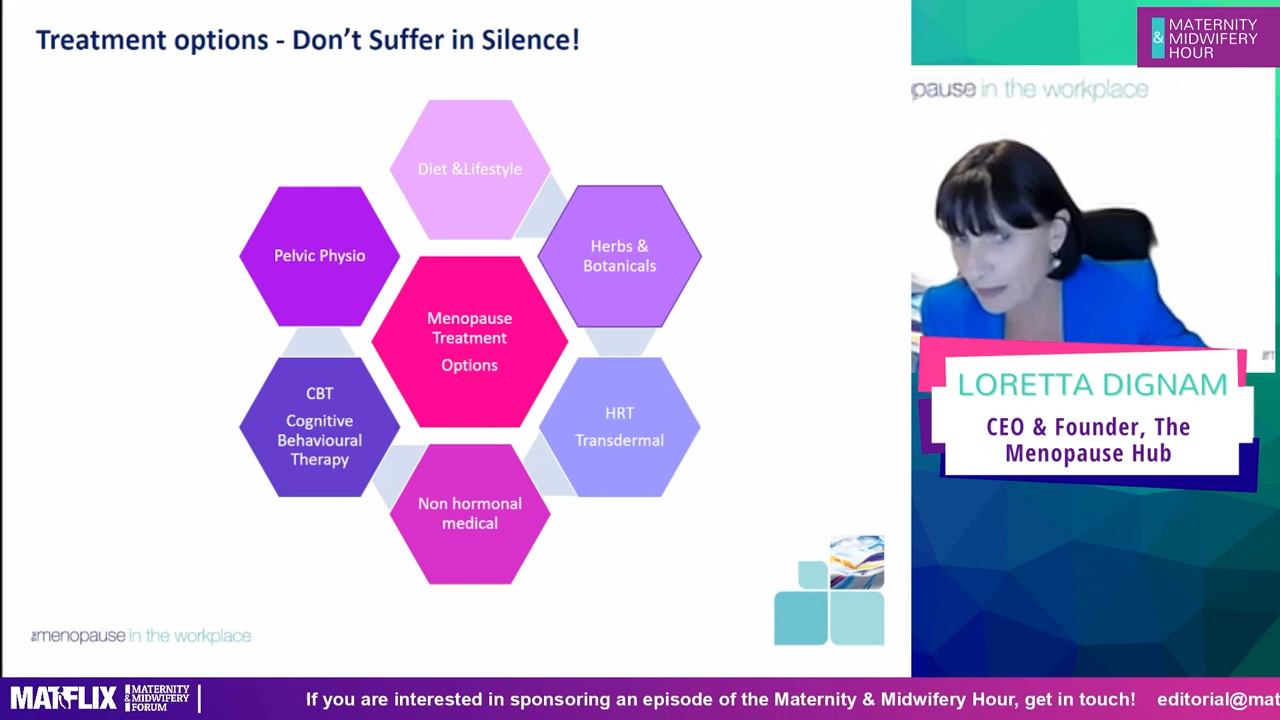 Treatment options - Don't Suffer in Silence!
Diet &Lifestyle
Herbs &
Botanicals
HRT
Transdermal
Non hormonal
medical
CBT
Cognitive
Behavioural
Therapy
Pelvic Physio
Menopause
Treatment
Options
the menopause in the workplace
& MATERNITY
MIDWIFERY
HOUR
pause in the workplace
LORETTA DIGNAM
CEO & Founder, The
Menopause Hub
MATFLIX
MATERNITY
& MIDWIFERY
FORUM
If you are interested in sponsoring an episode of the Maternity & Midwifery Hour, get in touch! editorial@mat